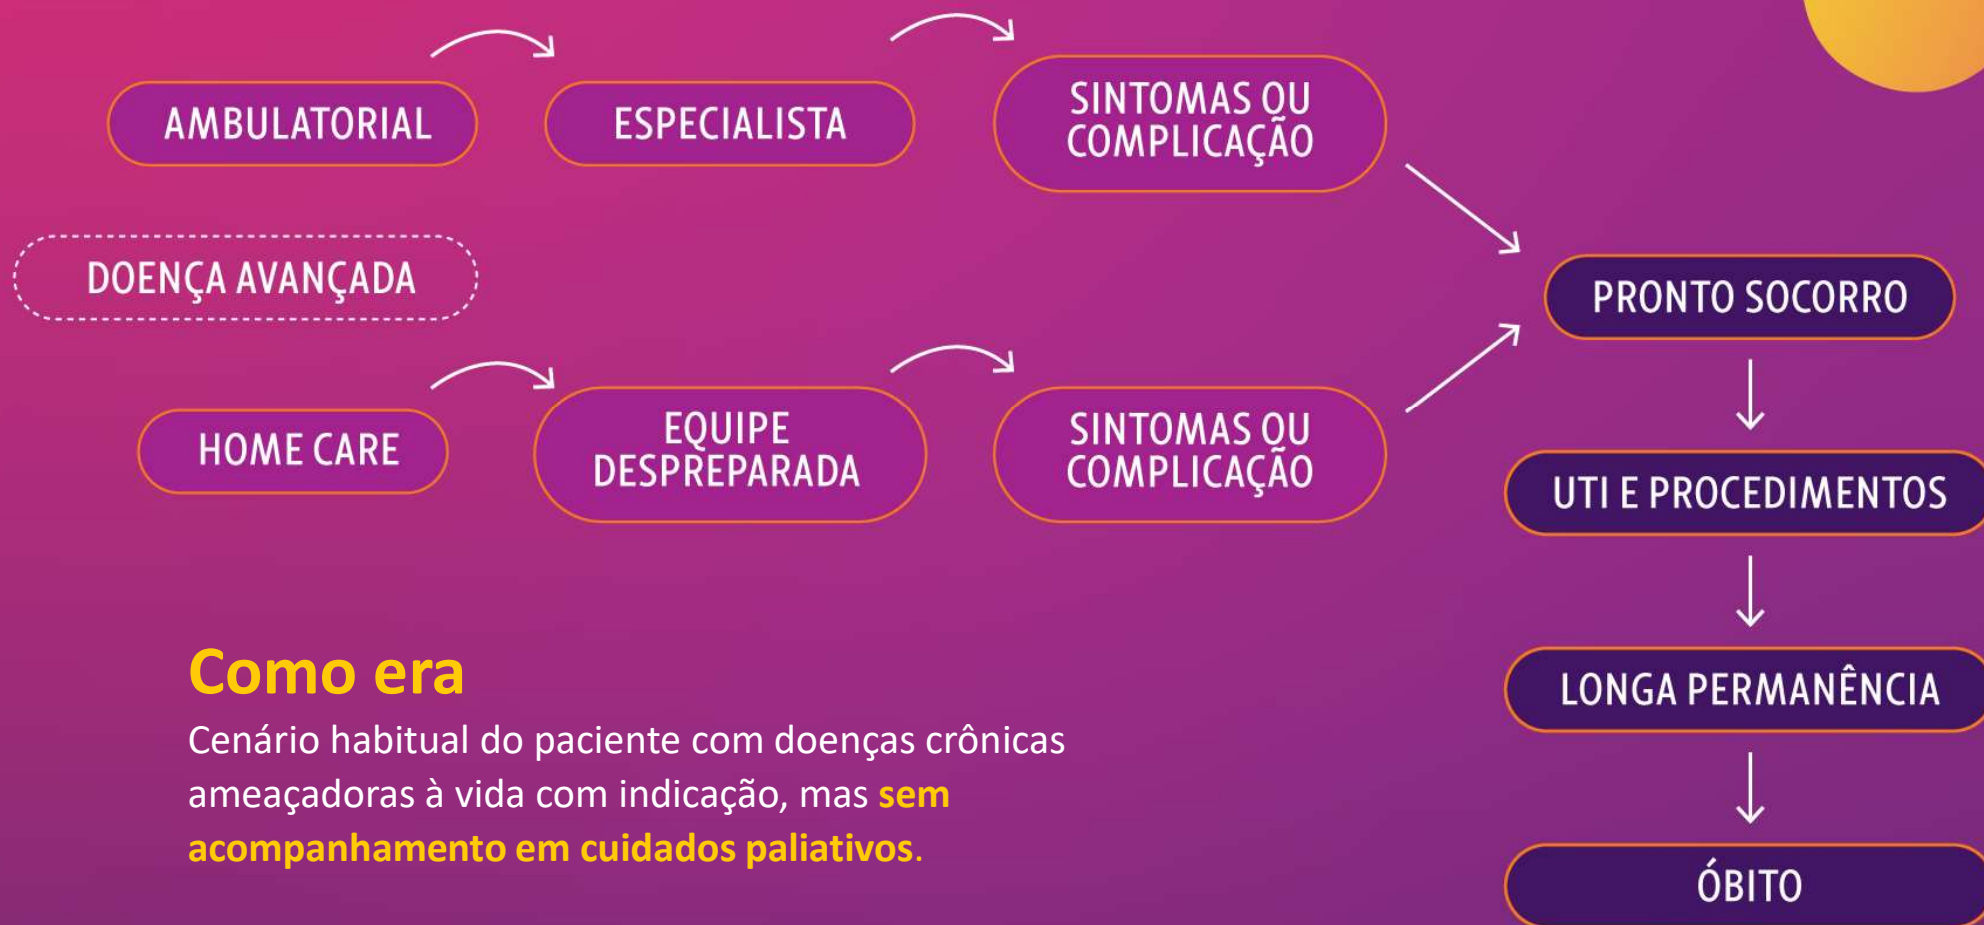 AMBULATORIAL
ESPECIALISTA
SINTOMAS OU
COMPLICAÇÃO
DOENÇA AVANÇADA
HOME CARE
EQUIPE
DESPREPARADA
SINTOMAS OU
COMPLICAÇÃO
PRONTO SOCORRO
UTI E PROCEDIMENTOS
LONGA PERMANÊNCIA
ÓBITO
Como era
Cenário habitual do paciente com doenças crônicas
ameaçadoras à vida com indicação, mas sem
acompanhamento em cuidados paliativos.